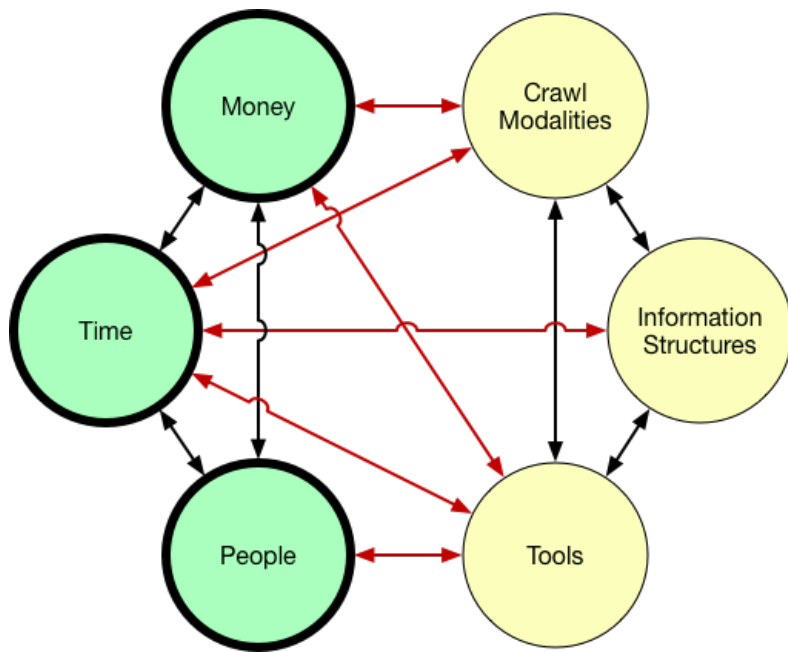 Money
Crawl
Modalities
Time
Information
Structures
People
Tools